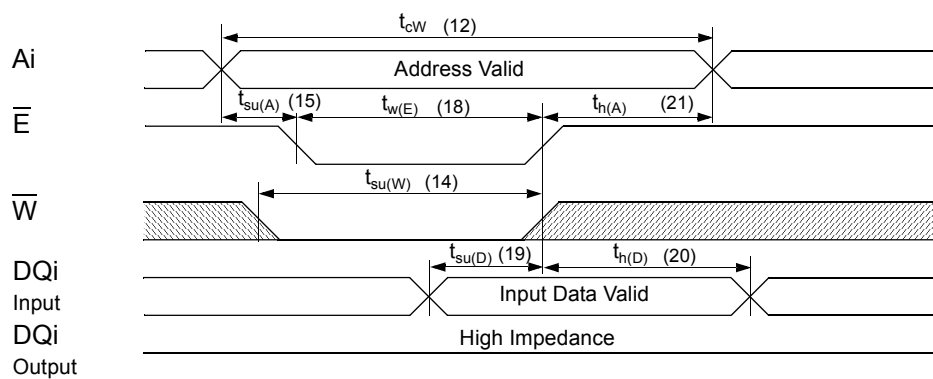 t_cW (12)
Ai
Address Valid
t_su(A) (15) t_w(E) (18) t_h(A) (21)
E̅
t_su(W) (14)
W̅
t_su(D) (19) t_h(D) (20)
DQi
Input
Input Data Valid
DQi
Output
High Impedance